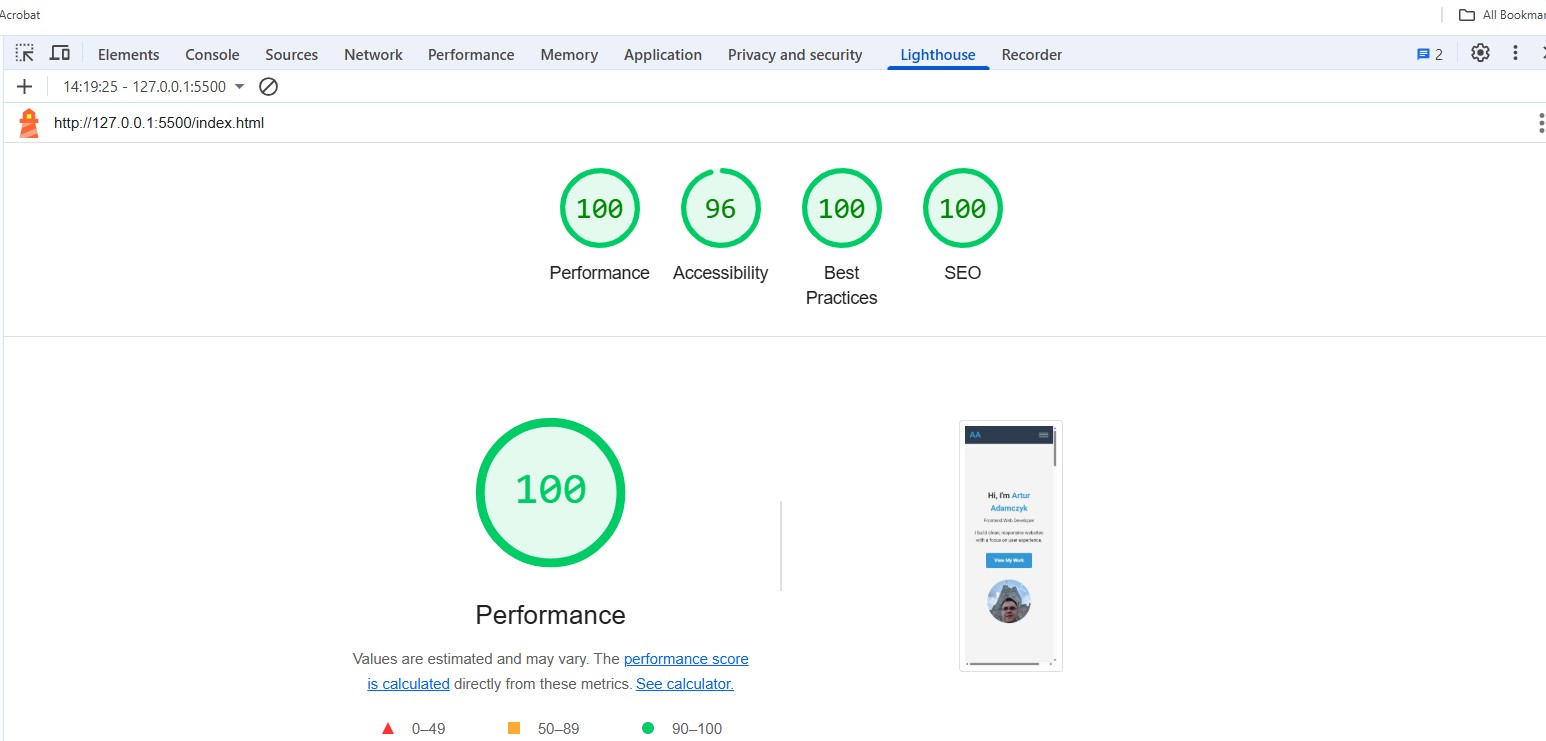 Acrobat
All Bookmar
Elements Console Sources Network Performance Memory Application Privacy and security Lighthouse Recorder 2
14:19:25 - 127.0.0.1:5500
http://127.0.0.1:5500/index.html
100 96 100 100
Performance Accessibility Best SEO
Practices
100
Performance
Values are estimated and may vary. The performance score
is calculated directly from these metrics. See calculator.
0–49 50–89 90–100
AA
Hi, I'm Artur
Adamczyk
Frontend Web Developer
I build clean, responsive websites
with a focus on user experience.
View My Work